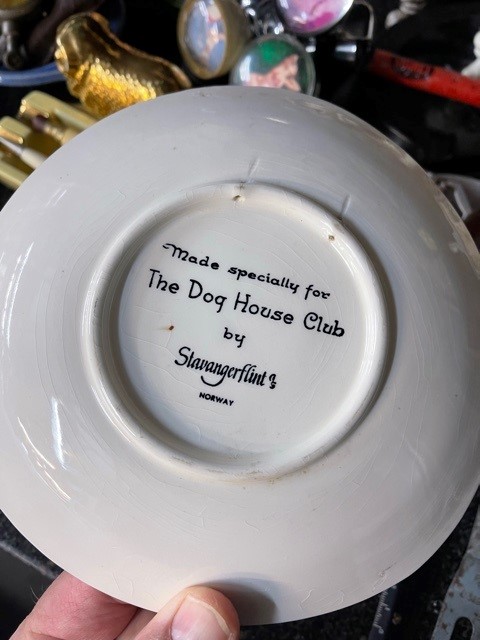 Made specially for
The Dog House Club
by
Stavangerflint A/S
NORWAY